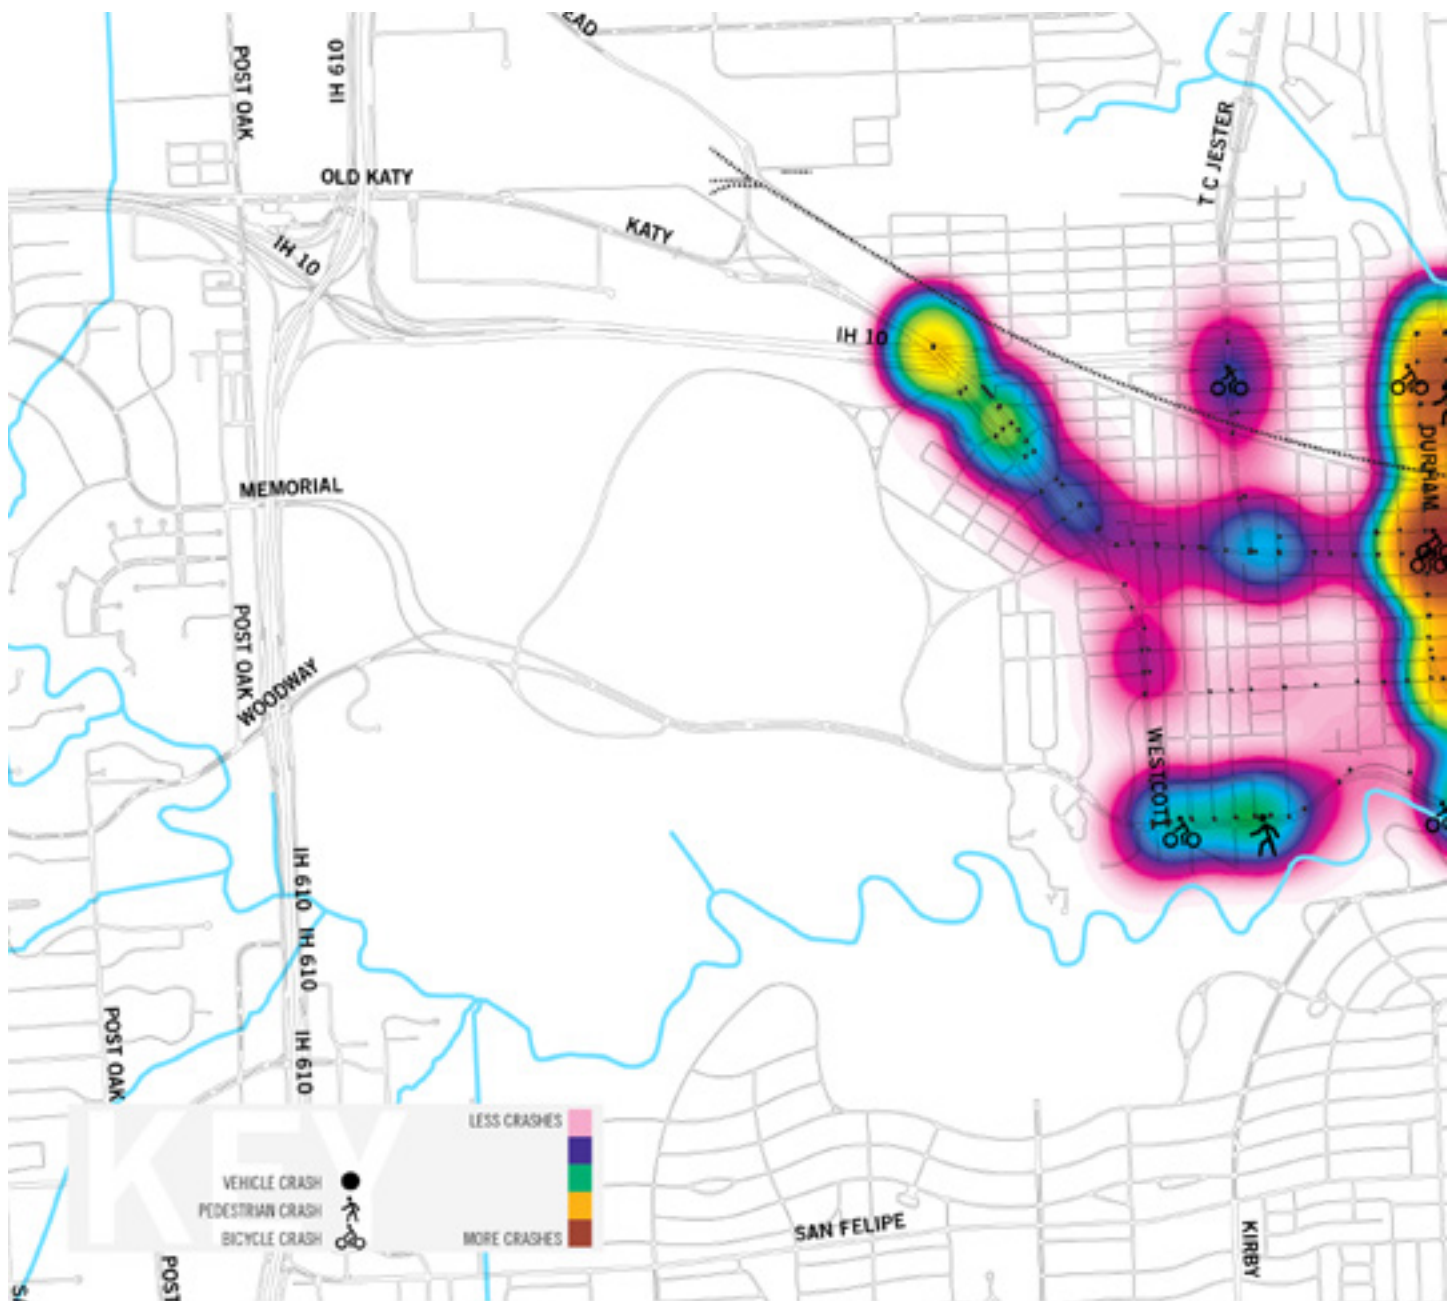 EAD
POST OAK
IH 610
T C JESTER
OLD KATY
KATY
IH 10
IH 10
DURHAM
MEMORIAL
POST OAK
WOODWAY
WESTCOTT
IH 610
IH 610
POST OAK
IH 610
KEY
LESS CRASHES
VEHICLE CRASH
PEDESTRIAN CRASH
BICYCLE CRASH
MORE CRASHES
SAN FELIPE
KIRBY
POST
S